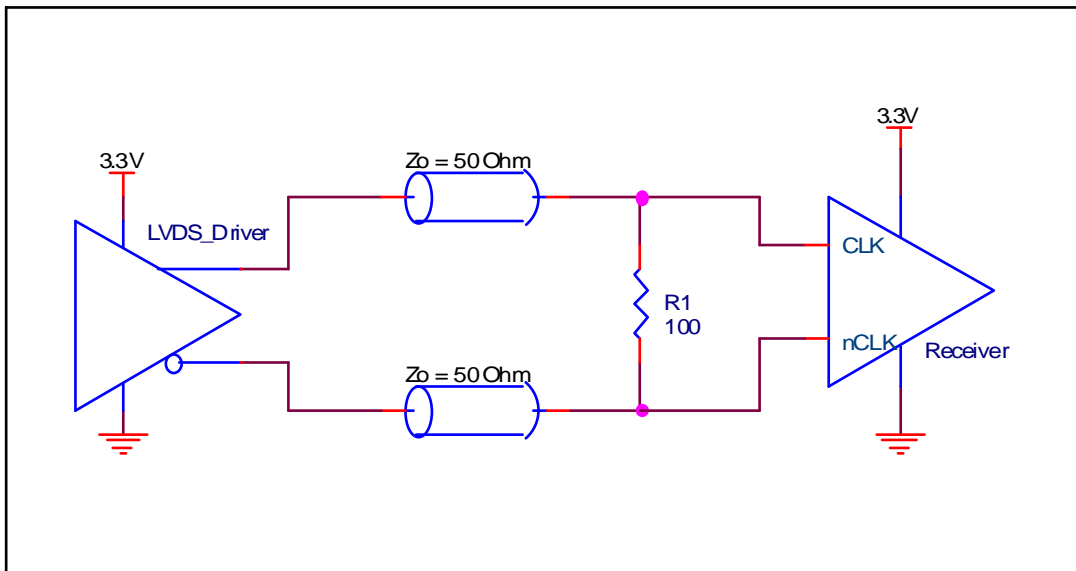 3.3V
3.3V
Zo = 50 Ohm
LVDS_Driver
CLK
R1
100
nCLK
Receiver
Zo = 50 Ohm